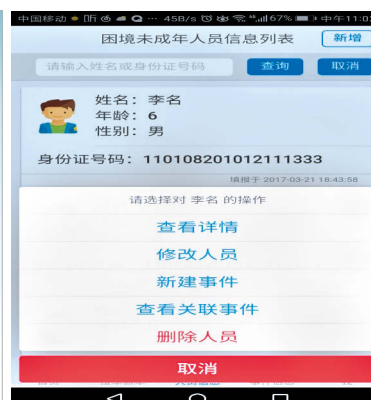 中国移动 45B/s 67% 中午11:02
困境未成年人员信息列表 新增
请输入姓名或身份证号码 查询 取消
姓名：李名
年龄：6
性别：男
身份证号码：110108201012111333
填报于 2017-03-21 18:43:58
请选择对 李名 的操作
查看详情
修改人员
新建事件
查看关联事件
删除人员
取消